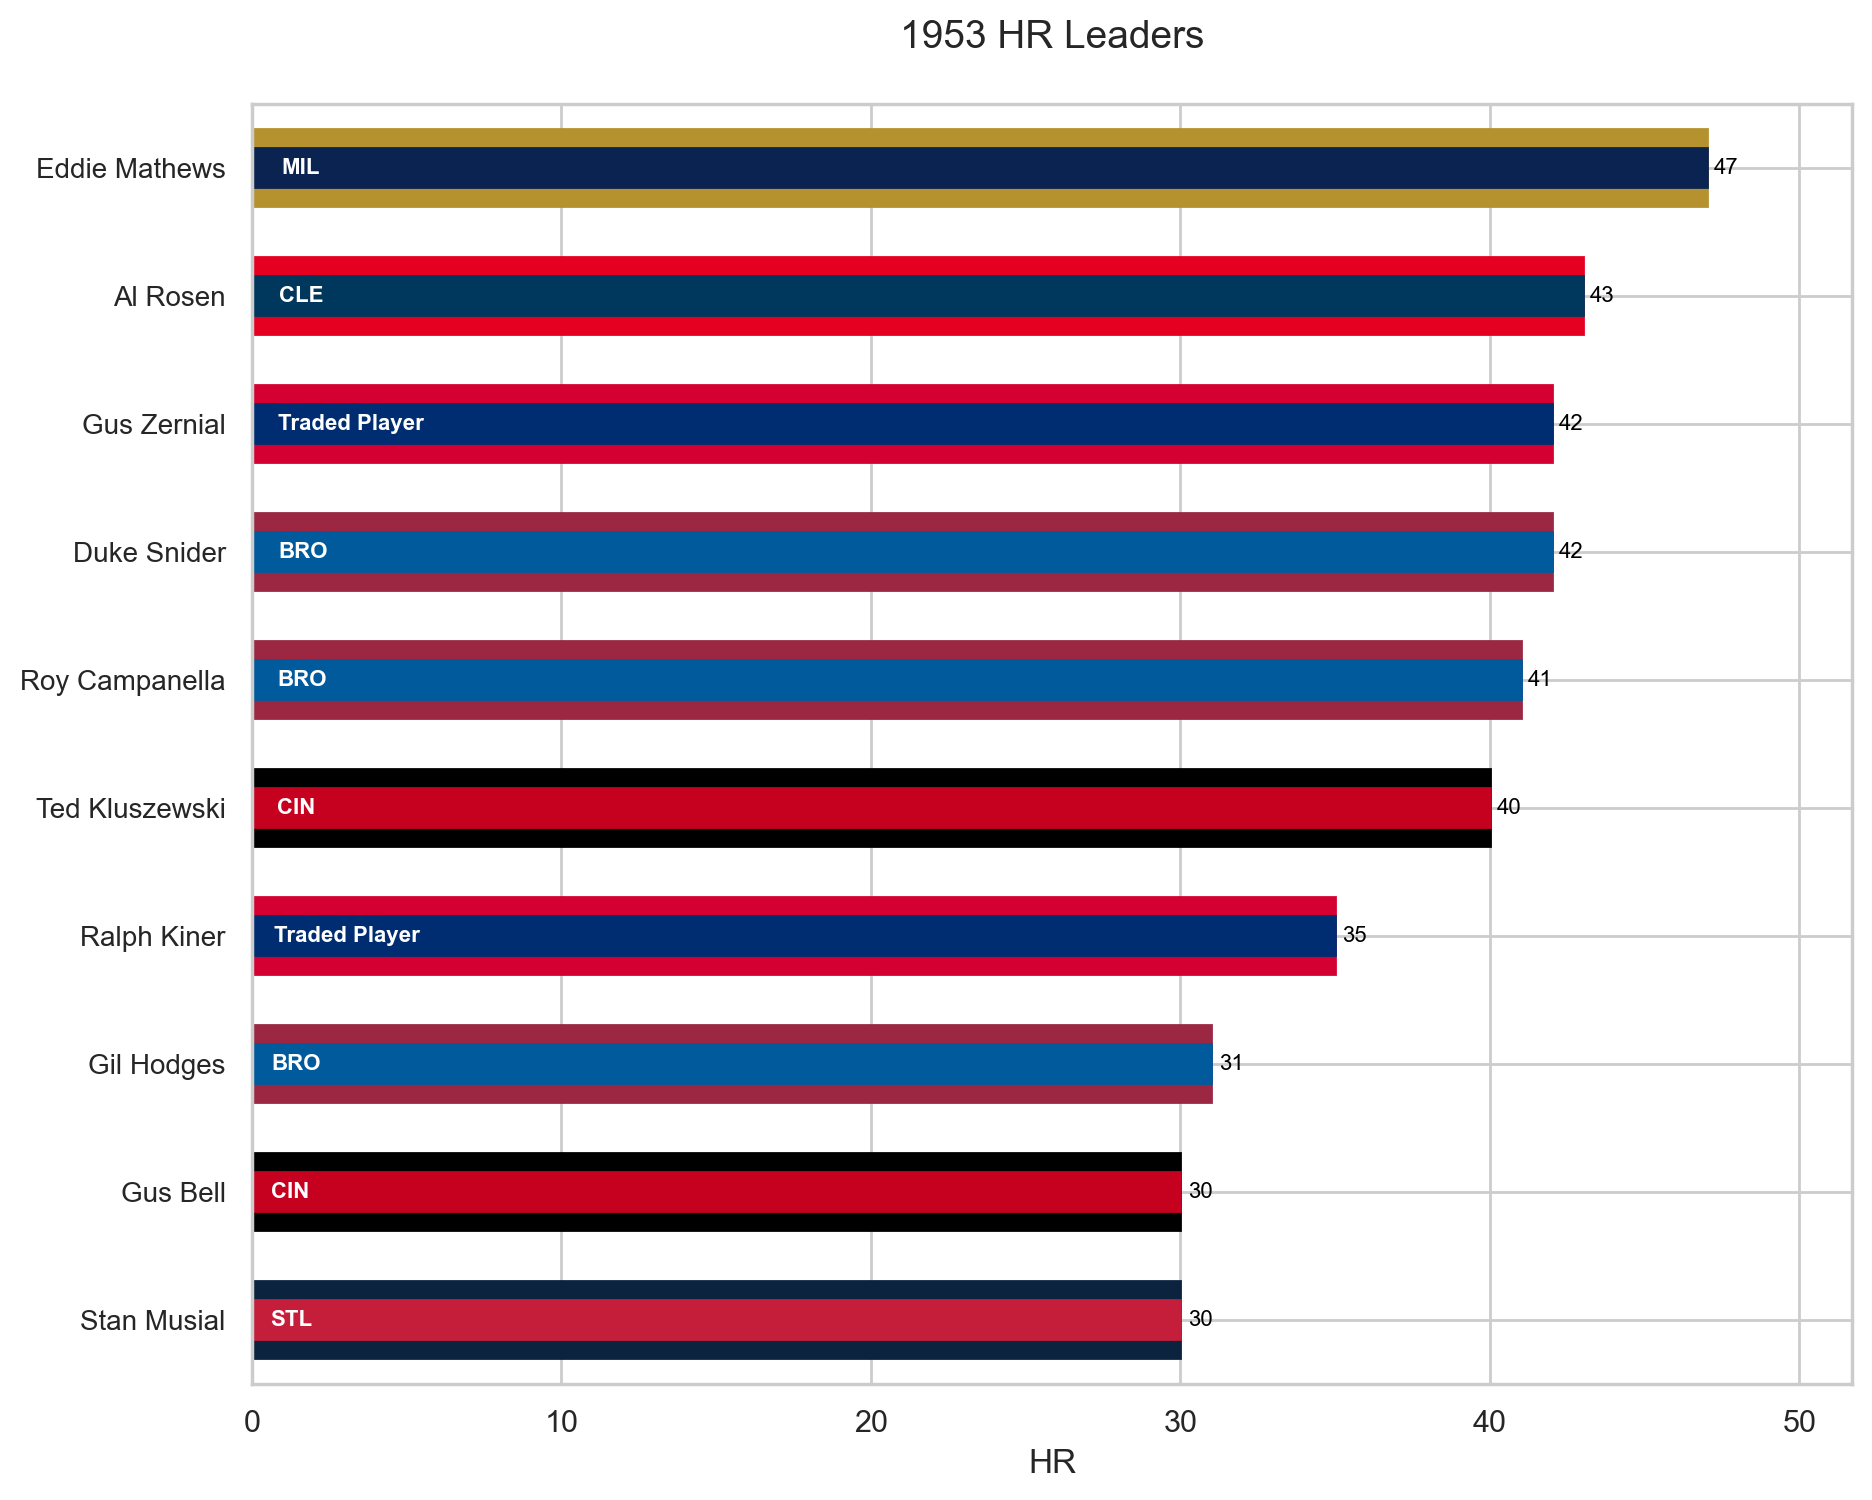 1953 HR Leaders
Eddie Mathews MIL 47
Al Rosen CLE 43
Gus Zernial Traded Player 42
Duke Snider BRO 42
Roy Campanella BRO 41
Ted Kluszewski CIN 40
Ralph Kiner Traded Player 35
Gil Hodges BRO 31
Gus Bell CIN 30
Stan Musial STL 30
0 10 20 30 40 50
HR